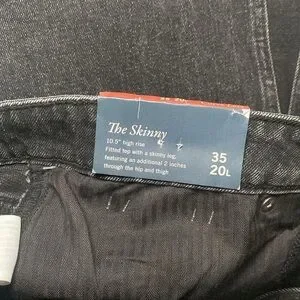 The Skinny
10.5" high rise
Fitted top with a skinny leg,
featuring an additional 2 inches
through the hip and thigh
35
20L